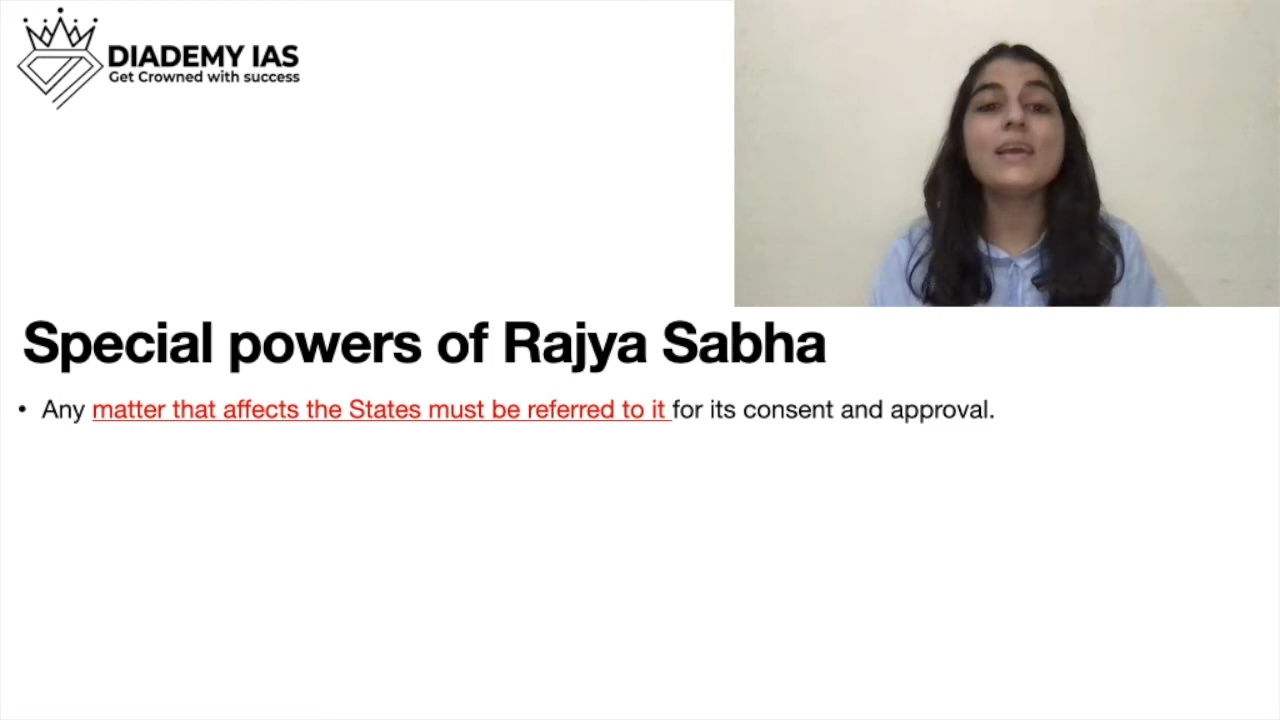 DIADEMY IAS
Get Crowned with success
Special powers of Rajya Sabha
• Any matter that affects the States must be referred to it for its consent and approval.